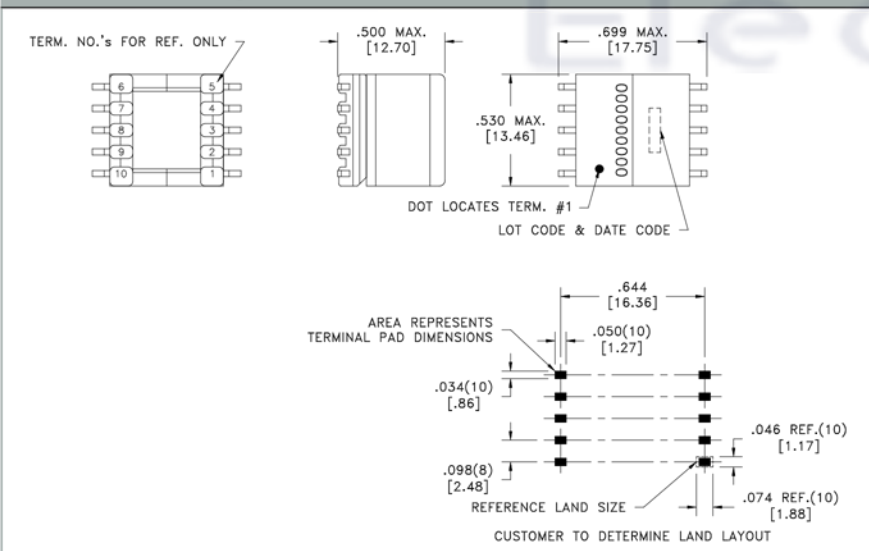 Elec
TERM. NO.'s FOR REF. ONLY
6
5
7
4
8
3
9
2
10
1
.500 MAX.
[12.70]
.699 MAX.
[17.75]
.530 MAX.
[13.46]
0000000000
DOT LOCATES TERM. #1
LOT CODE & DATE CODE
.644
[16.36]
AREA REPRESENTS
TERMINAL PAD DIMENSIONS
.050(10)
[1.27]
.034(10)
[.86]
.046 REF.(10)
[1.17]
.098(8)
[2.48]
.074 REF.(10)
[1.88]
REFERENCE LAND SIZE
CUSTOMER TO DETERMINE LAND LAYOUT